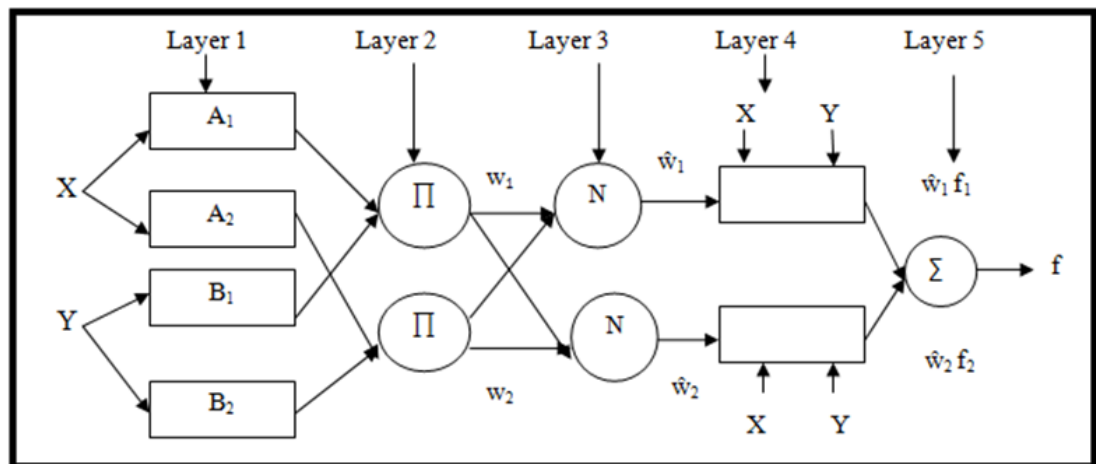 Layer 1 Layer 2 Layer 3 Layer 4 Layer 5
X Y
A₁
∏ w₁ N ŵ₁ ŵ₁ f₁
X
A₂
∑ f
B₁
Y ∏ N
ŵ₂ f₂
B₂ w₂ ŵ₂
X Y